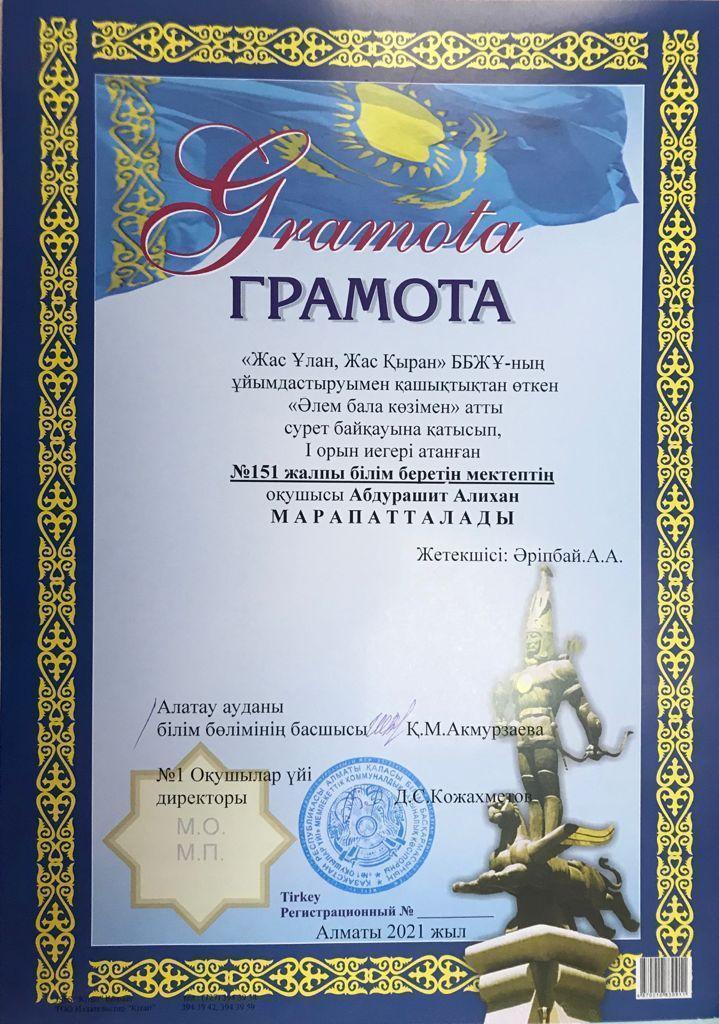 Gramota
ГРАМОТА
«Жас Ұлан, Жас Қыран» ББЖҰ-ның
ұйымдастыруымен қашықтықтан өткен
«Әлем бала көзімен» атты
сурет байқауына қатысып,
I орын иегері атанған
№151 жалпы білім беретін мектептің
оқушысы Абдурашит Алихан
М А Р А П А Т Т А Л А Д Ы
Жетекшісі: Әріпбай.А.А.
Алатау ауданы
білім бөлімінің басшысы Қ.М.Акмурзаева
№1 Оқушылар үйі
директоры Д.С.Кожахметов
М.О.
М.П.
Tirkey
Регистрационный № __________
Алматы 2021 жыл